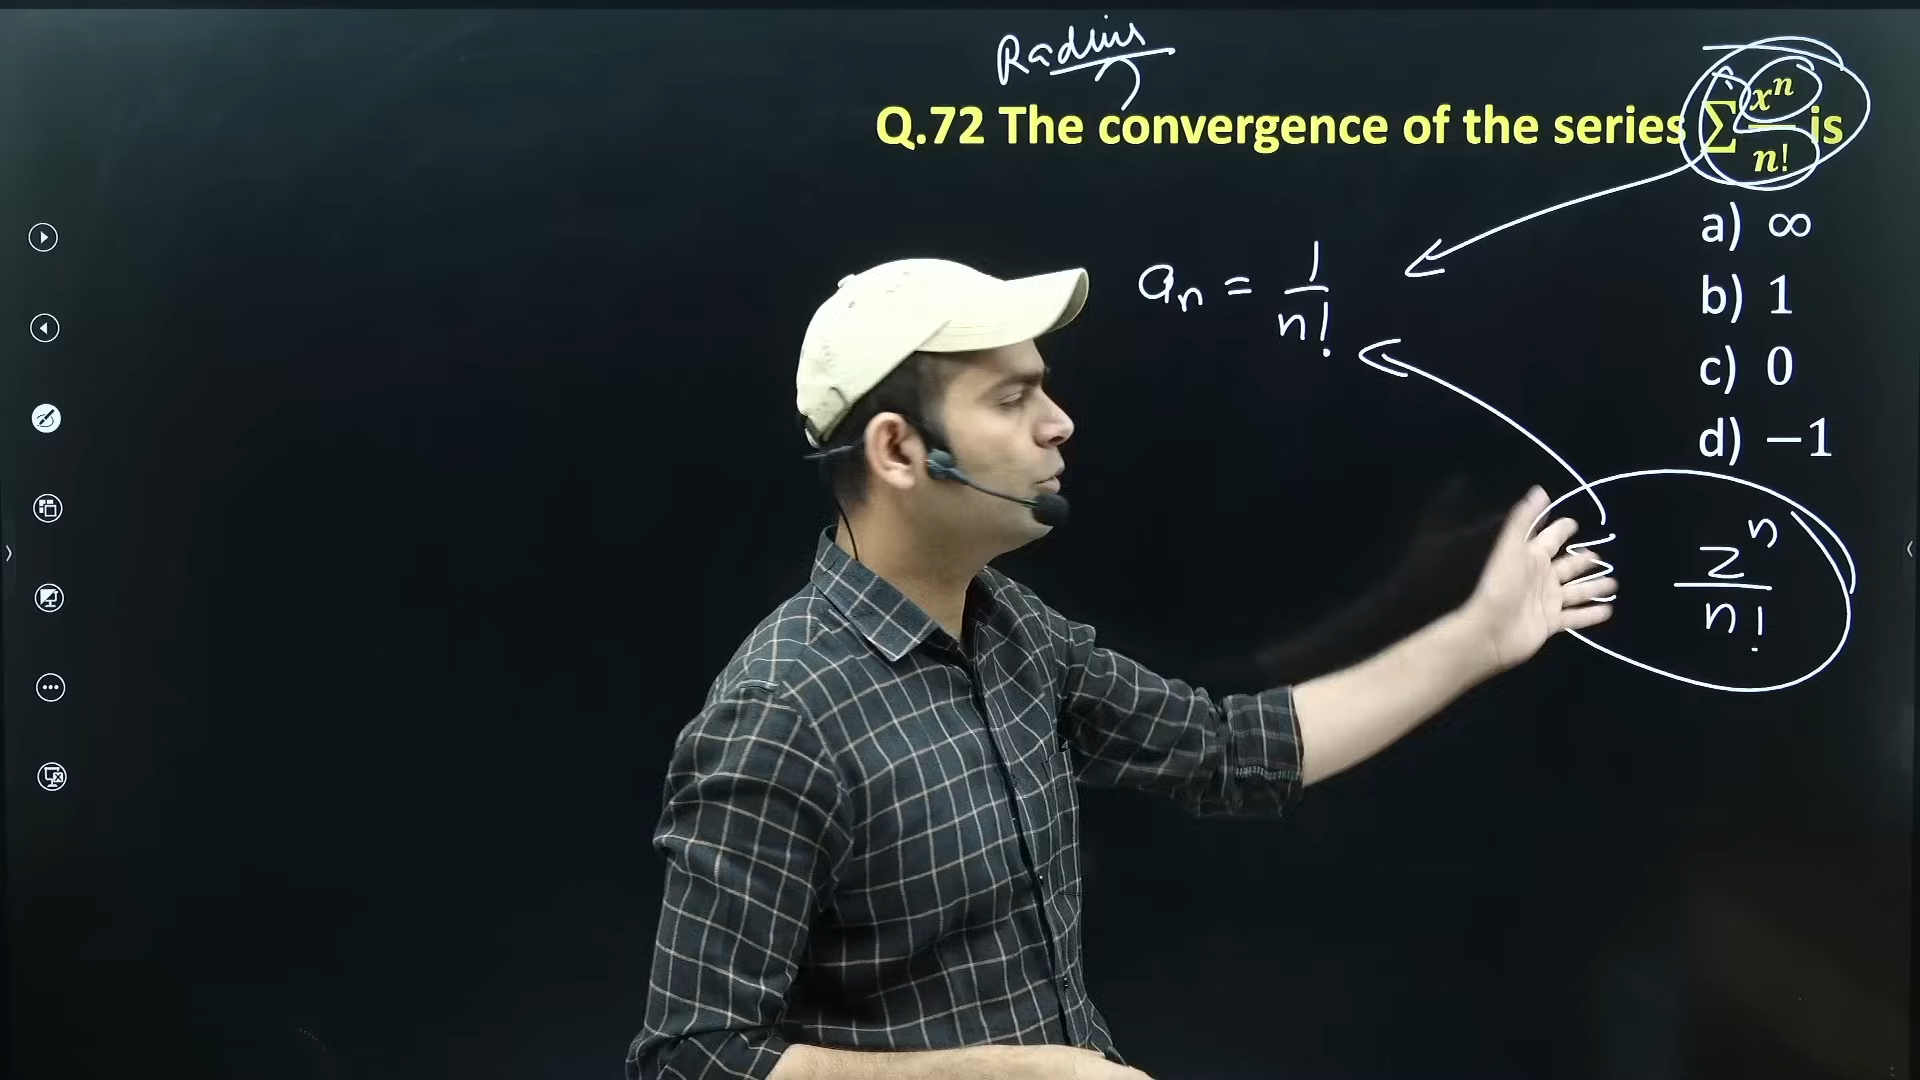 Radius
Q.72 The convergence of the series ∑ xⁿ/n! is
a) ∞
b) 1
c) 0
d) −1
aₙ = 1/n!
∑ zⁿ/n!